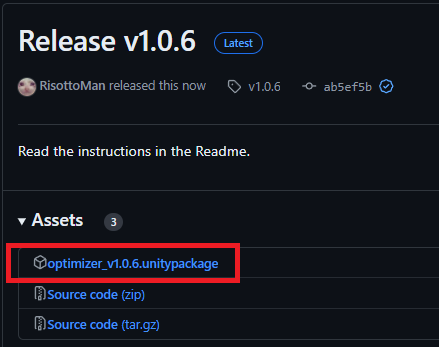 Release v1.0.6 Latest
RisottoMan released this now v1.0.6 ab5ef5b
Read the instructions in the Readme.
Assets 3
optimizer_v1.0.6.unitypackage
Source code (zip)
Source code (tar.gz)